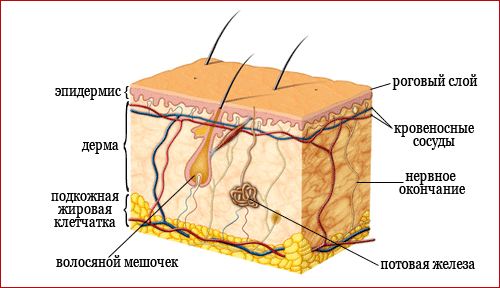 эпидермис
дерма
подкожная
жировая
клетчатка
волосяной мешочек
роговый слой
кровеносные
сосуды
нервное
окончание
потовая железа